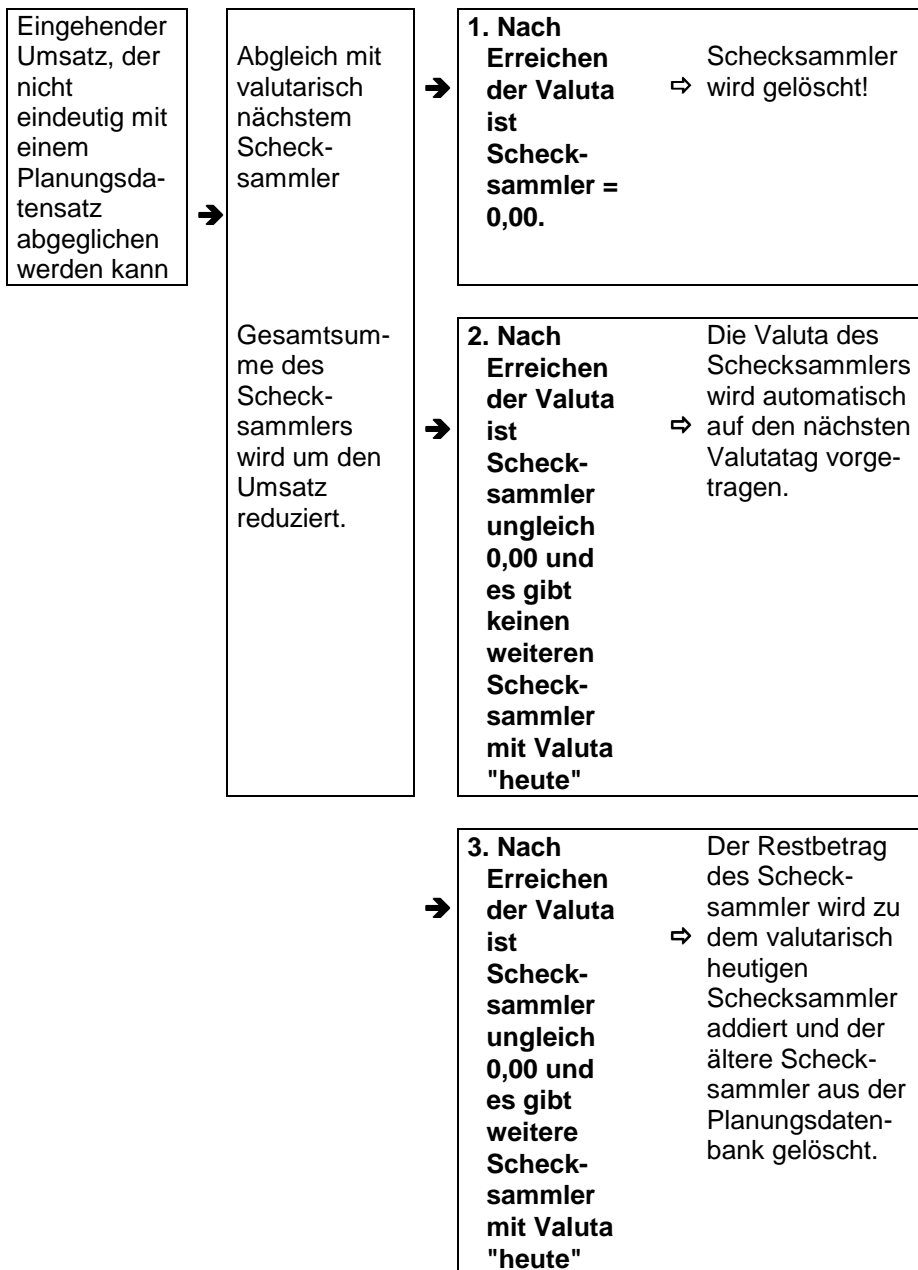 Eingehender
Umsatz, der
nicht
eindeutig mit
einem
Planungsda-
tensatz
abgeglichen
werden kann
➔
Abgleich mit
valutarisch
nächstem
Scheck-
sammler
Gesamtsum-
me des
Scheck-
sammlers
wird um den
Umsatz
reduziert.
➔
1. Nach
Erreichen
der Valuta
ist
Scheck-
sammler =
0,00.
⇨
Schecksammler
wird gelöscht!
➔
2. Nach
Erreichen
der Valuta
ist
Scheck-
sammler
ungleich
0,00 und
es gibt
keinen
weiteren
Scheck-
sammler
mit Valuta
"heute"
⇨
Die Valuta des
Schecksammlers
wird automatisch
auf den nächsten
Valutatag vorge-
tragen.
➔
3. Nach
Erreichen
der Valuta
ist
Scheck-
sammler
ungleich
0,00 und
es gibt
weitere
Scheck-
sammler
mit Valuta
"heute"
⇨
Der Restbetrag
des Scheck-
sammler wird zu
dem valutarisch
heutigen
Schecksammler
addiert und der
ältere Scheck-
sammler aus der
Planungsdaten-
bank gelöscht.